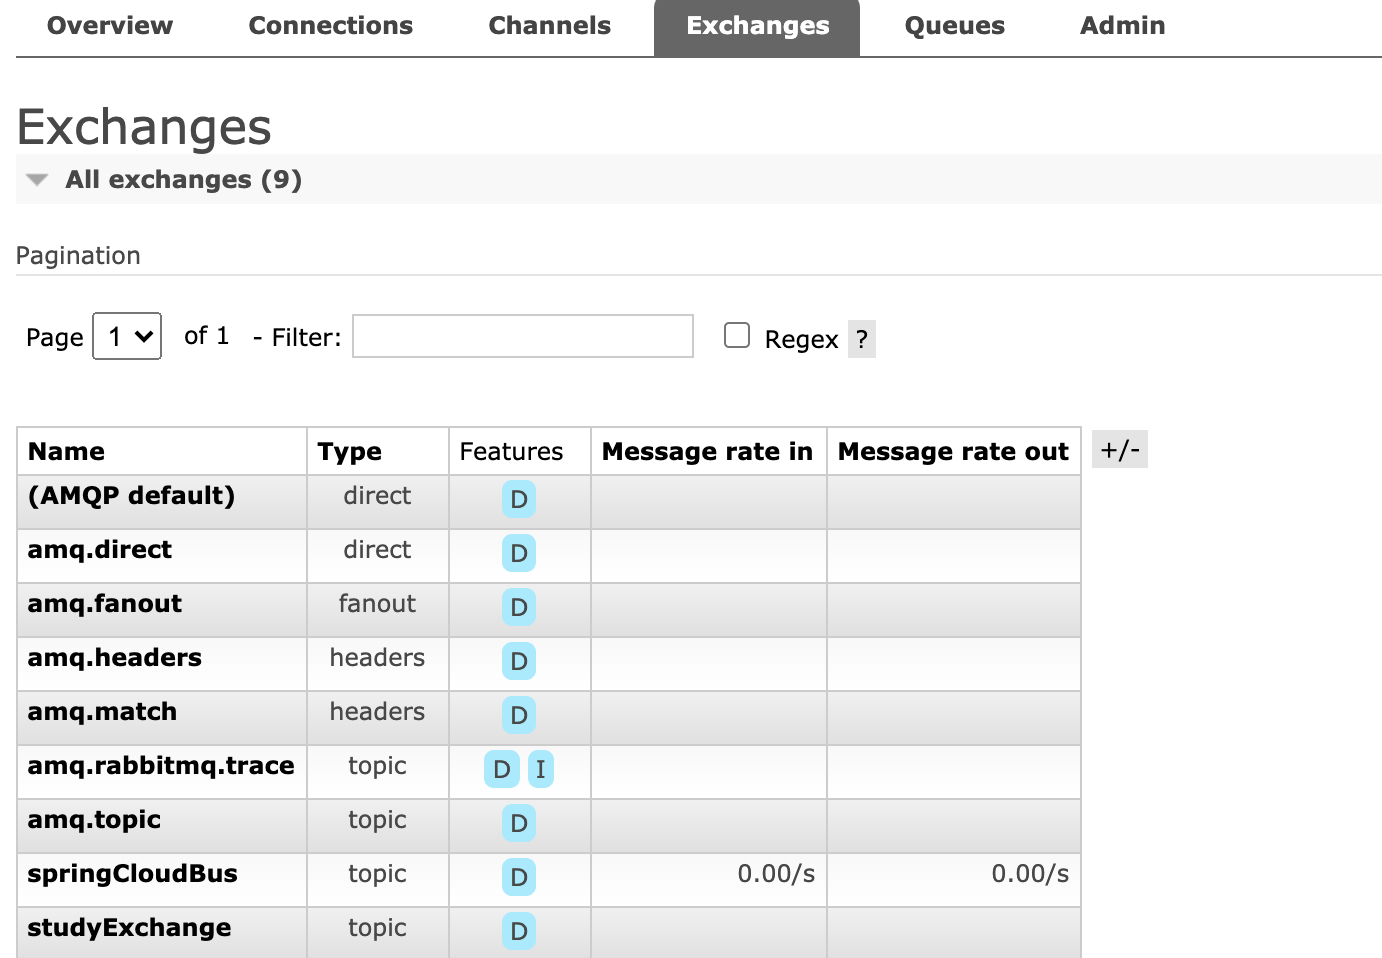 Overview Connections Channels Exchanges Queues Admin
Exchanges
All exchanges (9)
Pagination
Page 1 of 1 - Filter: Regex ?
Name Type Features Message rate in Message rate out +/-
(AMQP default) direct D
amq.direct direct D
amq.fanout fanout D
amq.headers headers D
amq.match headers D
amq.rabbitmq.trace topic D I
amq.topic topic D
springCloudBus topic D 0.00/s 0.00/s
studyExchange topic D